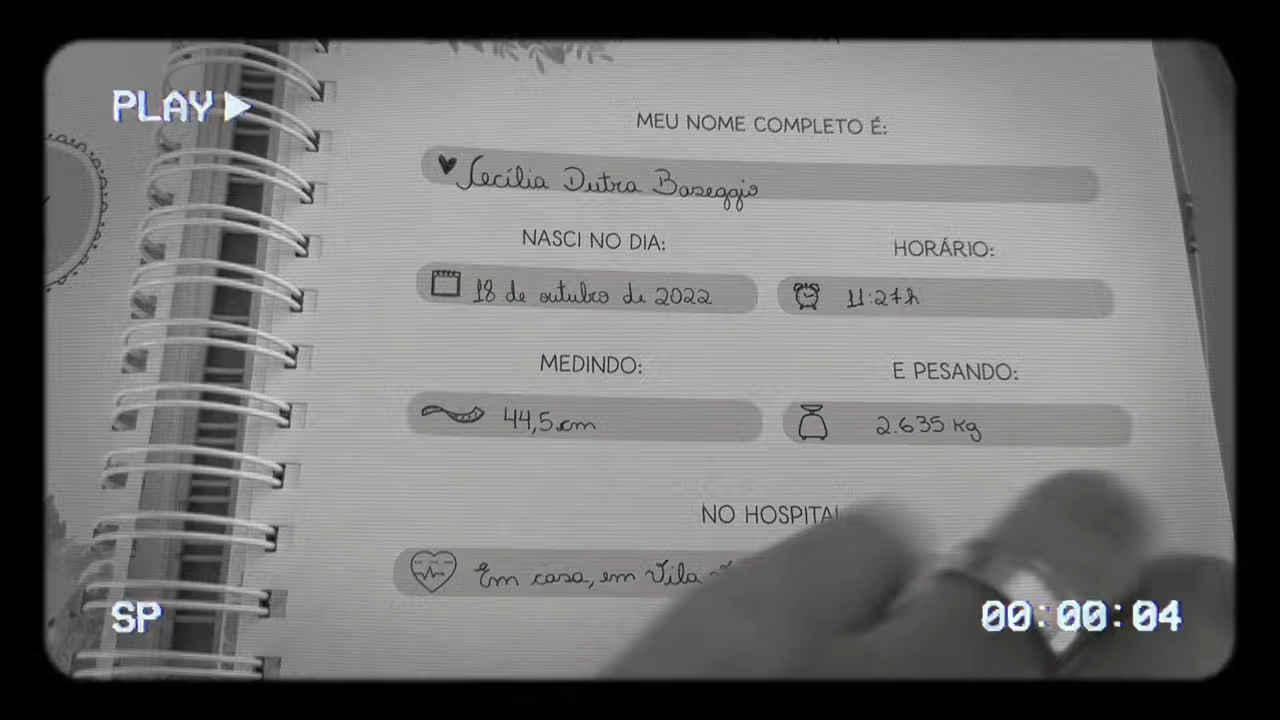 PLAY
MEU NOME COMPLETO É:
Cecília Dutra Baseggio
NASCI NO DIA:
HORÁRIO:
18 de outubro de 2022
11:27h
MEDINDO:
E PESANDO:
44,5cm
2.635 kg
NO HOSPITAL
Em casa, em Vila
SP
00:00:04